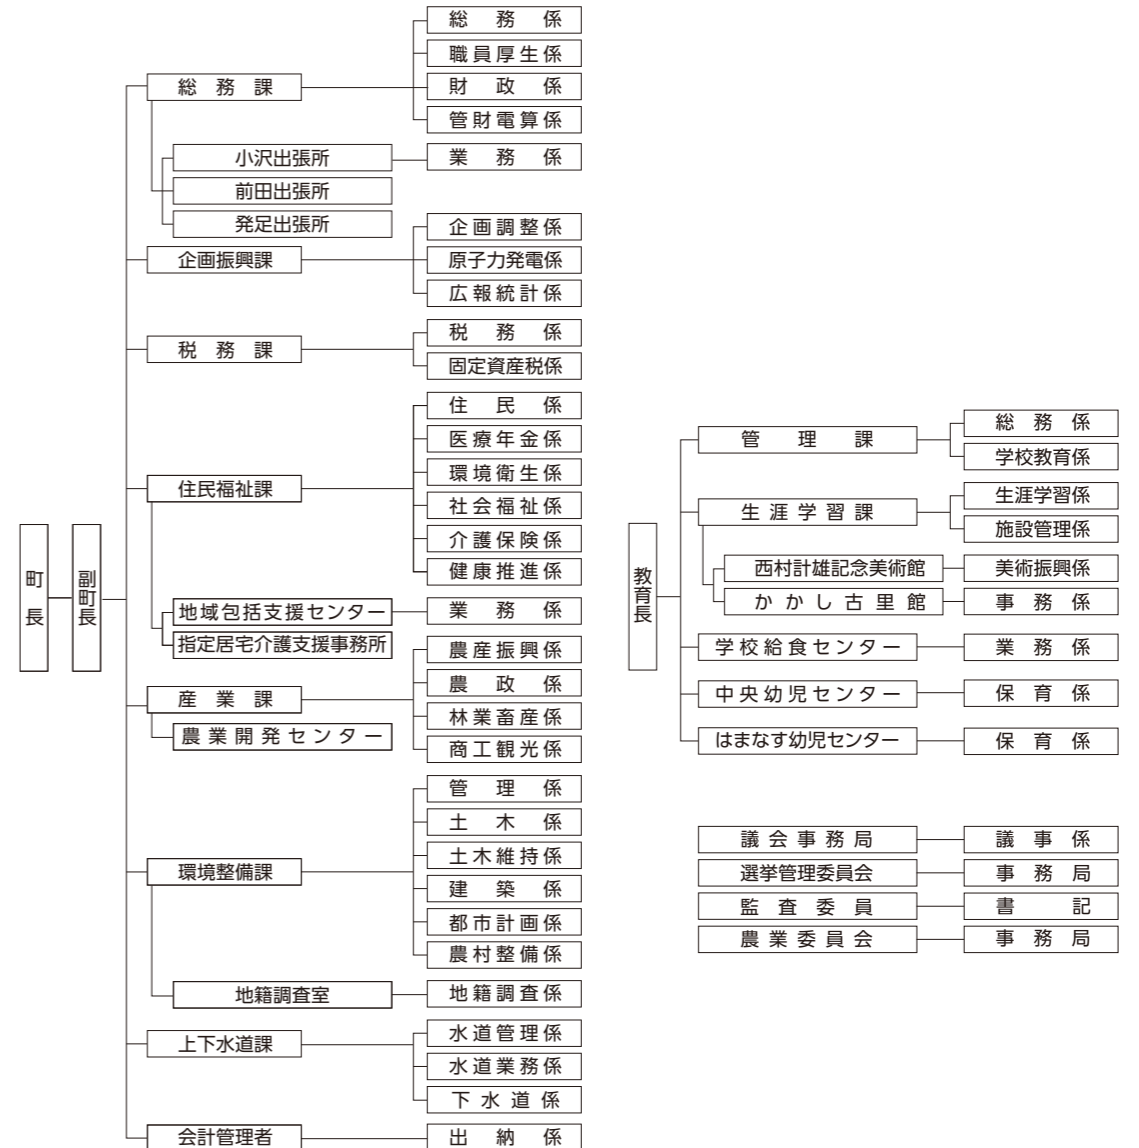 町長
副町長
総務課
総務係
職員厚生係
財政係
管財電算係
小沢出張所
業務係
前田出張所
発足出張所
企画振興課
企画調整係
原子力発電係
広報統計係
税務課
税務係
固定資産税係
住民福祉課
住民係
医療年金係
環境衛生係
社会福祉係
介護保険係
健康推進係
地域包括支援センター
業務係
指定居宅介護支援事務所
産業課
農産振興係
農政係
林業畜産係
商工観光係
農業開発センター
環境整備課
管理係
土木係
土木維持係
建築係
都市計画係
農村整備係
地籍調査室
地籍調査係
上下水道課
水道管理係
水道業務係
下水道係
会計管理者
出納係
教育長
管理課
総務係
学校教育係
生涯学習課
生涯学習係
施設管理係
西村計雄記念美術館
美術振興係
かかし古里館
事務係
学校給食センター
業務係
中央幼児センター
保育係
はまなす幼児センター
保育係
議会事務局
議事係
選挙管理委員会
事務局
監査委員
書記
農業委員会
事務局